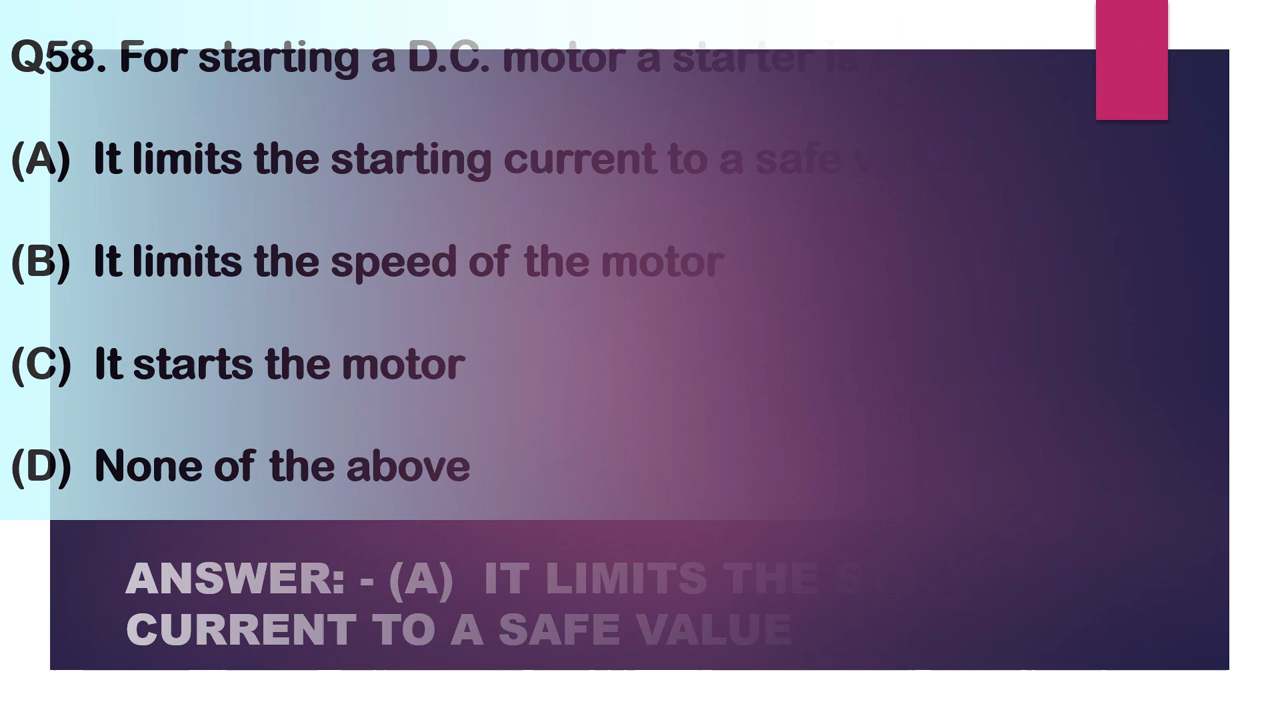 Q58. For starting a D.C. motor a starter is
(A) It limits the starting current to a safe
(B) It limits the speed of the motor
(C) It starts the motor
(D) None of the above
ANSWER: - (A) IT LIMITS THE
CURRENT TO A SAFE VALUE